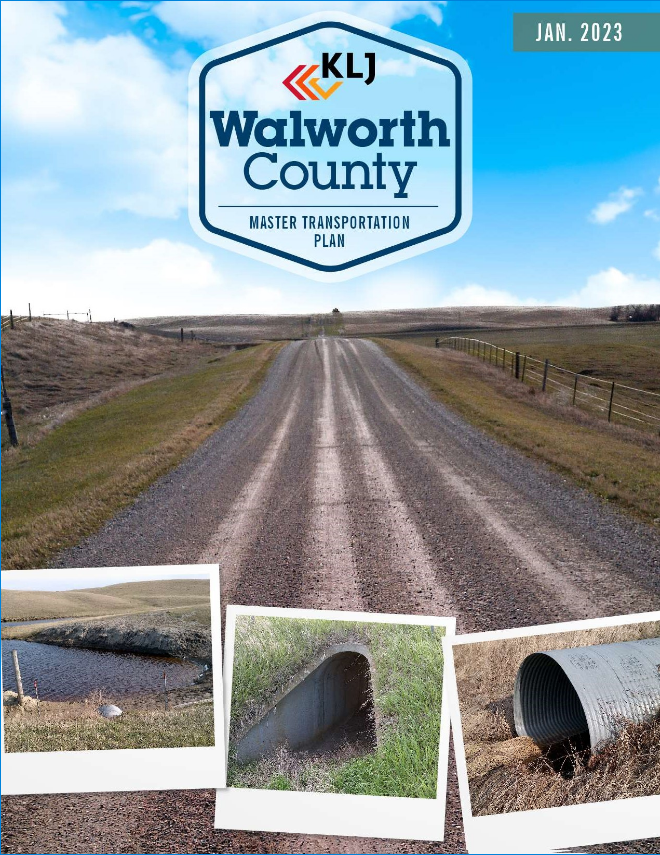 JAN. 2023
KLJ
Walworth
County
MASTER TRANSPORTATION
PLAN